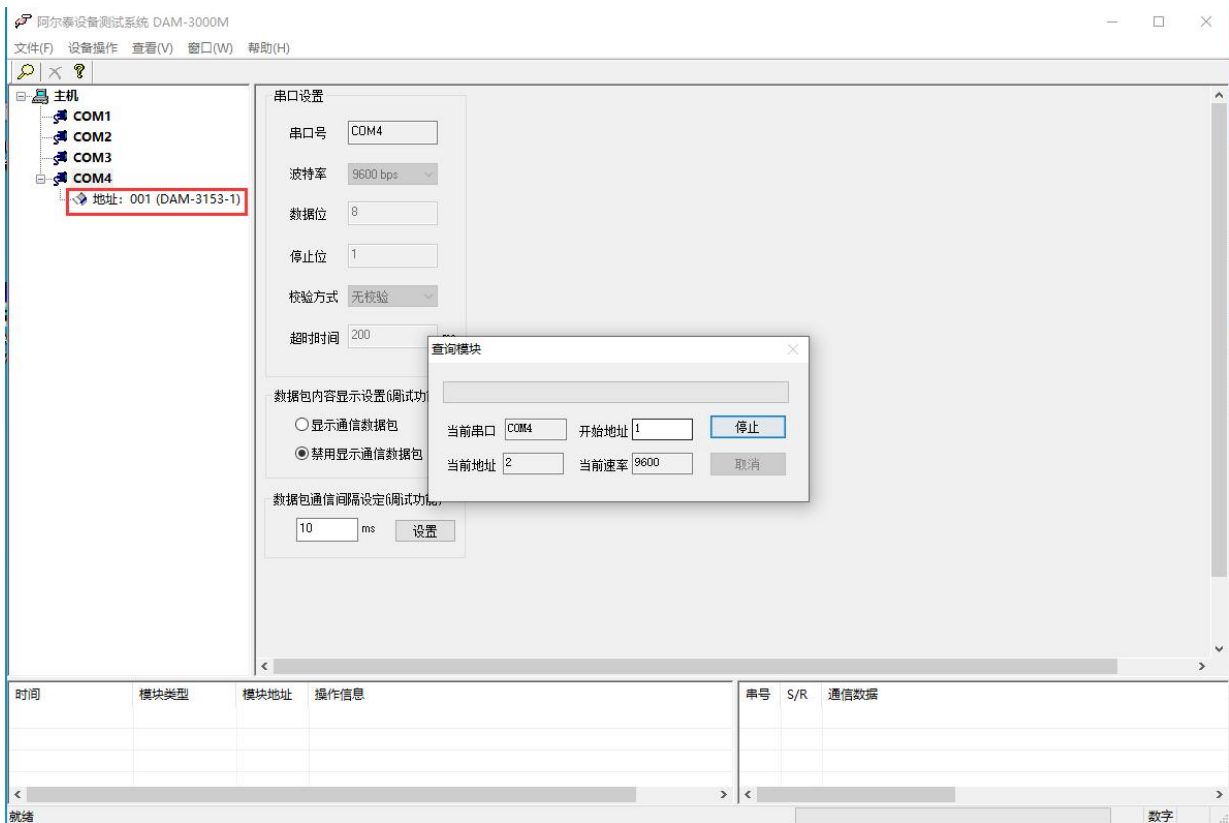 阿尔泰设备测试系统 DAM-3000M
文件(F) 设备操作 查看(V) 窗口(W) 帮助(H)
主机
COM1
COM2
COM3
COM4
地址：001 (DAM-3153-1)
串口设置
串口号 COM4
波特率 9600 bps
数据位 8
停止位 1
校验方式 无校验
超时时间 200
数据包内容显示设置(调试功
显示通信数据包
禁用显示通信数据包
数据包通信间隔设定(调试功能)
10 ms 设置
查询模块
当前串口 COM4 开始地址 1 停止
当前地址 2 当前速率 9600 取消
时间 模块类型 模块地址 操作信息
串号 S/R 通信数据
就绪
数字